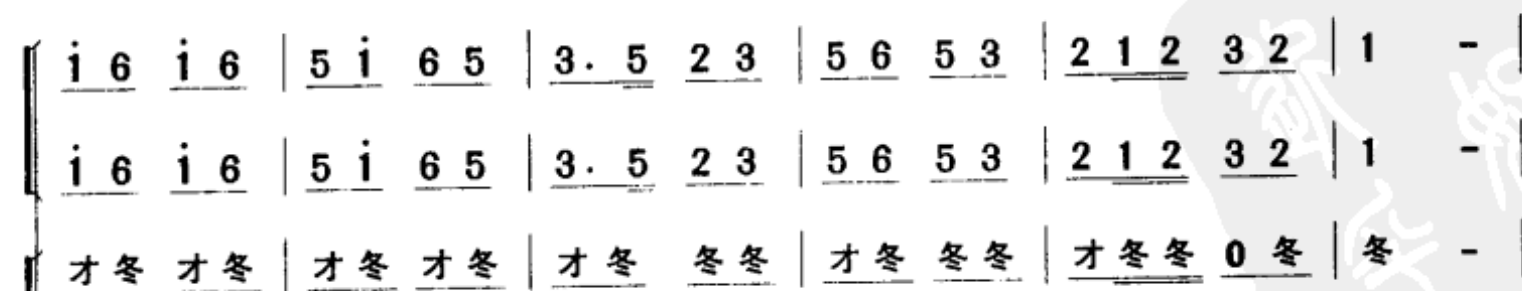 i 6 i 6 | 5 i 6 5 | 3. 5 2 3 | 5 6 5 3 | 2 1 2 3 2 | 1 -
i 6 i 6 | 5 i 6 5 | 3. 5 2 3 | 5 6 5 3 | 2 1 2 3 2 | 1 -
才 冬 才 冬 | 才 冬 才 冬 | 才 冬 冬 冬 | 才 冬 冬 冬 | 才 冬 冬 0 冬 | 冬 -